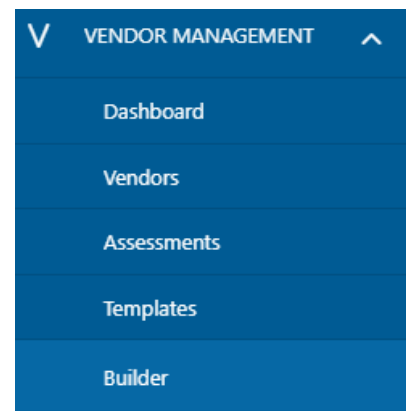 V VENDOR MANAGEMENT
Dashboard
Vendors
Assessments
Templates
Builder